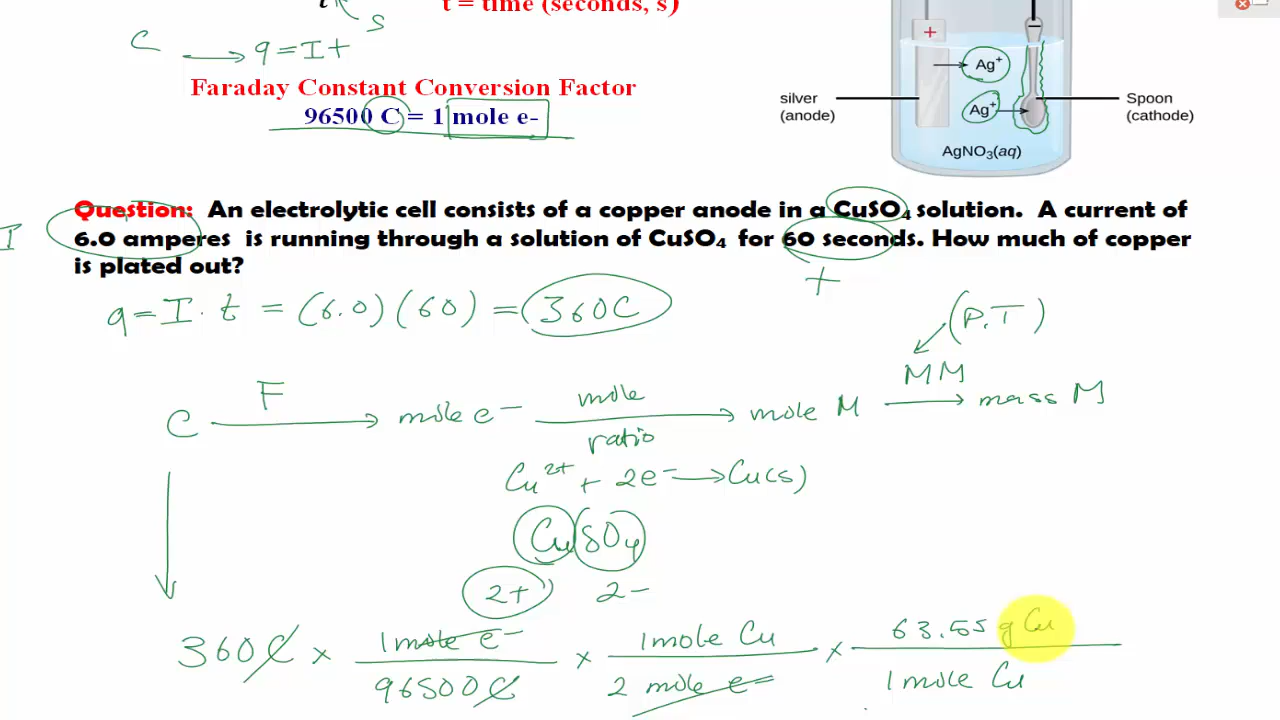 t = time (seconds, s)
t
s
C → q = It
Faraday Constant Conversion Factor
96500 C = 1 mole e-
+
−
Ag⁺
Ag⁺
silver
(anode)
Spoon
(cathode)
AgNO₃(aq)
Question: An electrolytic cell consists of a copper anode in a CuSO₄ solution. A current of
I 6.0 amperes is running through a solution of CuSO₄ for 60 seconds. How much of copper
is plated out?
t
q = I · t = (6.0)(60) = 360C
(P.T)
C F → mole e⁻ mole ratio → mole M MM → mass M
Cu²⁺ + 2e⁻ → Cu(s)
CuSO₄
2+ 2−
360C × 1mole e⁻ / 96500C × 1mole Cu / 2 mole e⁻ × 63.55 g Cu / 1mole Cu